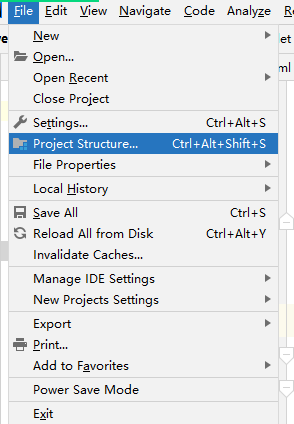 File Edit View Navigate Code Analyze
New
Open...
et
Open Recent
ml
Close Project
Settings... Ctrl+Alt+S
Project Structure... Ctrl+Alt+Shift+S
File Properties
Local History
Save All Ctrl+S
Reload All from Disk Ctrl+Alt+Y
Invalidate Caches...
Manage IDE Settings
New Projects Settings
Export
Print...
Add to Favorites
Power Save Mode
Exit